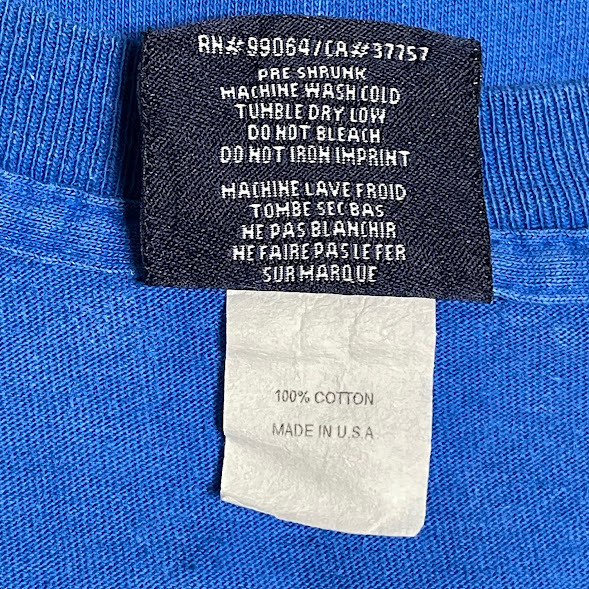 RN# 99064/CA# 37757
PRE SHRUNK
MACHINE WASH COLD
TUMBLE DRY LOW
DO NOT BLEACH
DO NOT IRON IMPRINT
MACHINE LAVE FROID
TOMBE SEC BAS
NE PAS BLANCHIR
NE FAIRE PAS LE FER
SUR MARQUE
100% COTTON
MADE IN U.S.A